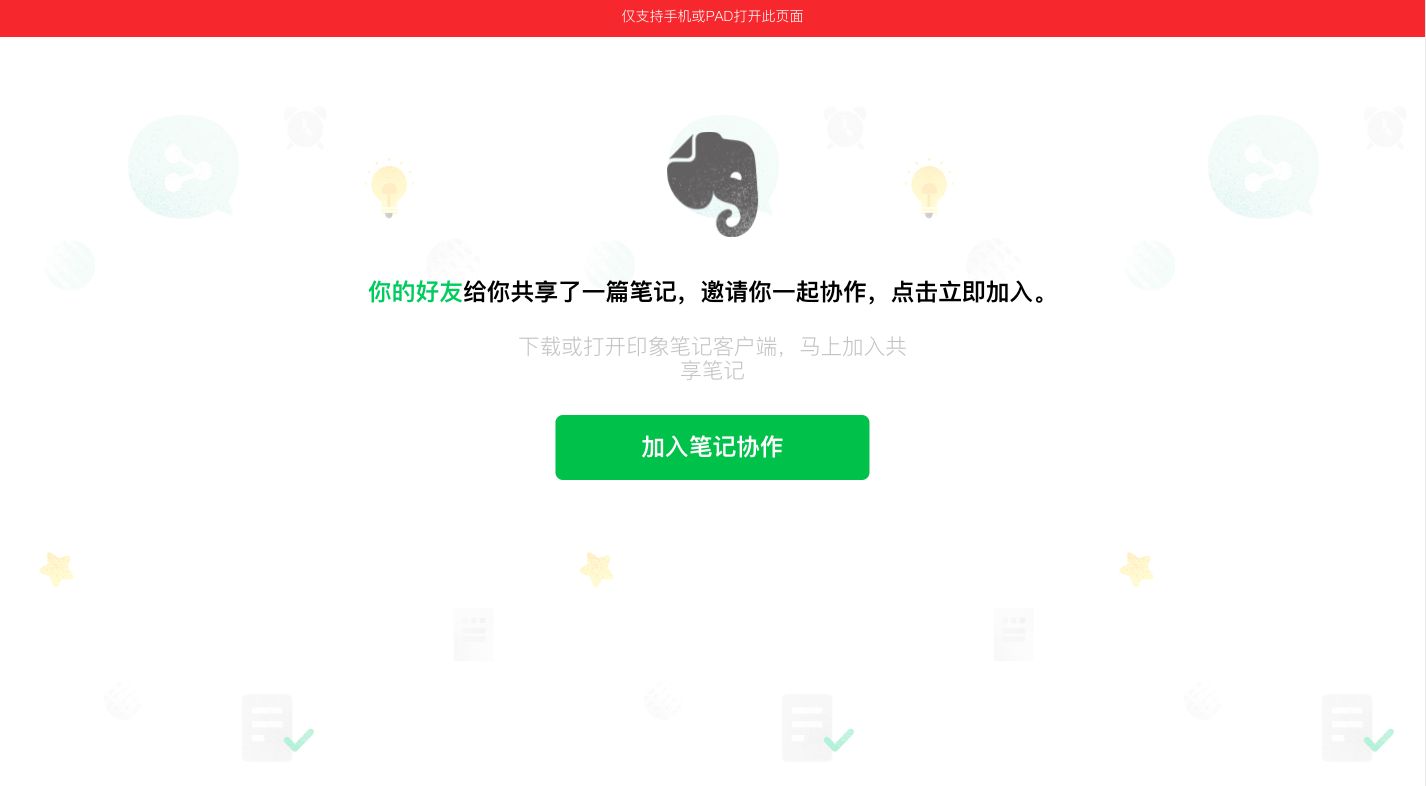 仅支持手机或PAD打开此页面
你的好友给你共享了一篇笔记，邀请你一起协作，点击立即加入。
下载或打开印象笔记客户端，马上加入共
享笔记
加入笔记协作